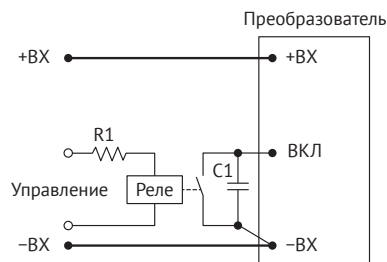 Преобразователь
+ВХ
+ВХ
R1
ВКЛ
C1
Управление
Реле
−ВХ
−ВХ